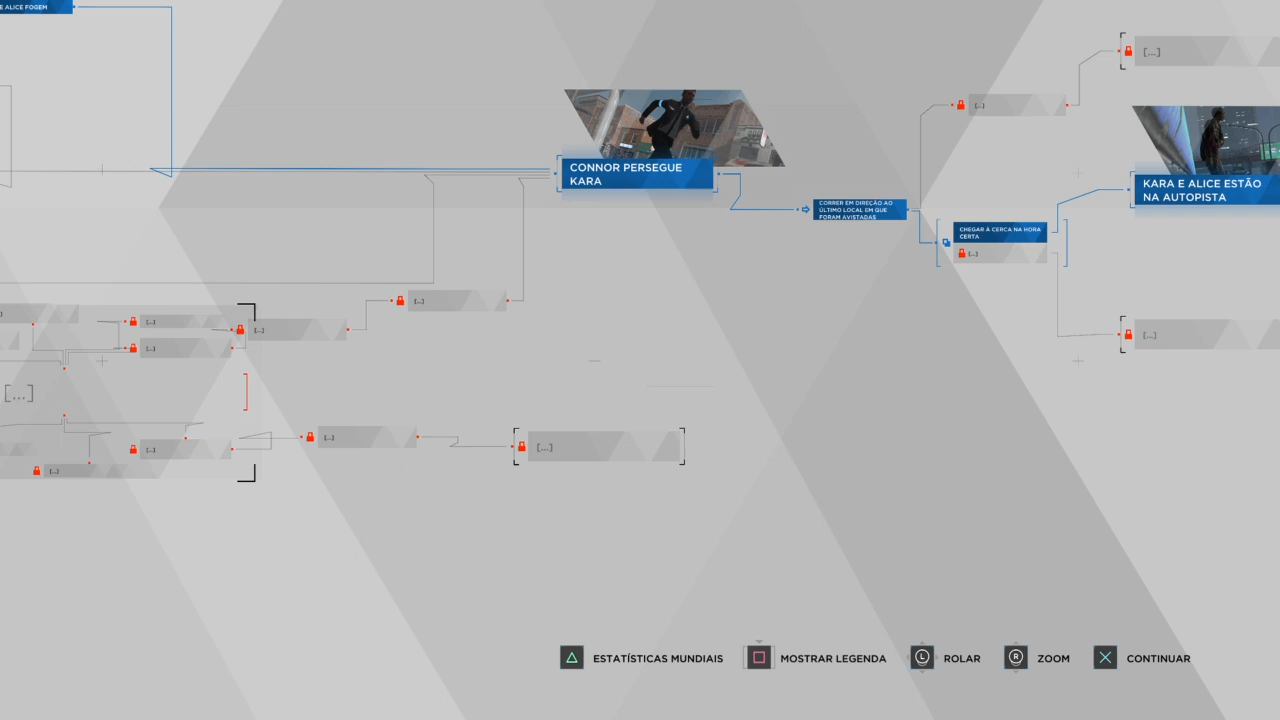 E ALICE FOGEM
[...]
CONNOR PERSEGUE
KARA
CORRER EM DIREÇÃO AO
ÚLTIMO LOCAL EM QUE
FORAM AVISTADAS
[...]
KARA E ALICE ESTÃO
NA AUTOPISTA
CHEGAR À CERCA NA HORA
CERTA
[...]
[...]
[...]
[...]
[...]
[...]
[...]
[...]
[...]
[...]
[...]
[...]
ESTATÍSTICAS MUNDIAIS
MOSTRAR LEGENDA
L
ROLAR
R
ZOOM
CONTINUAR